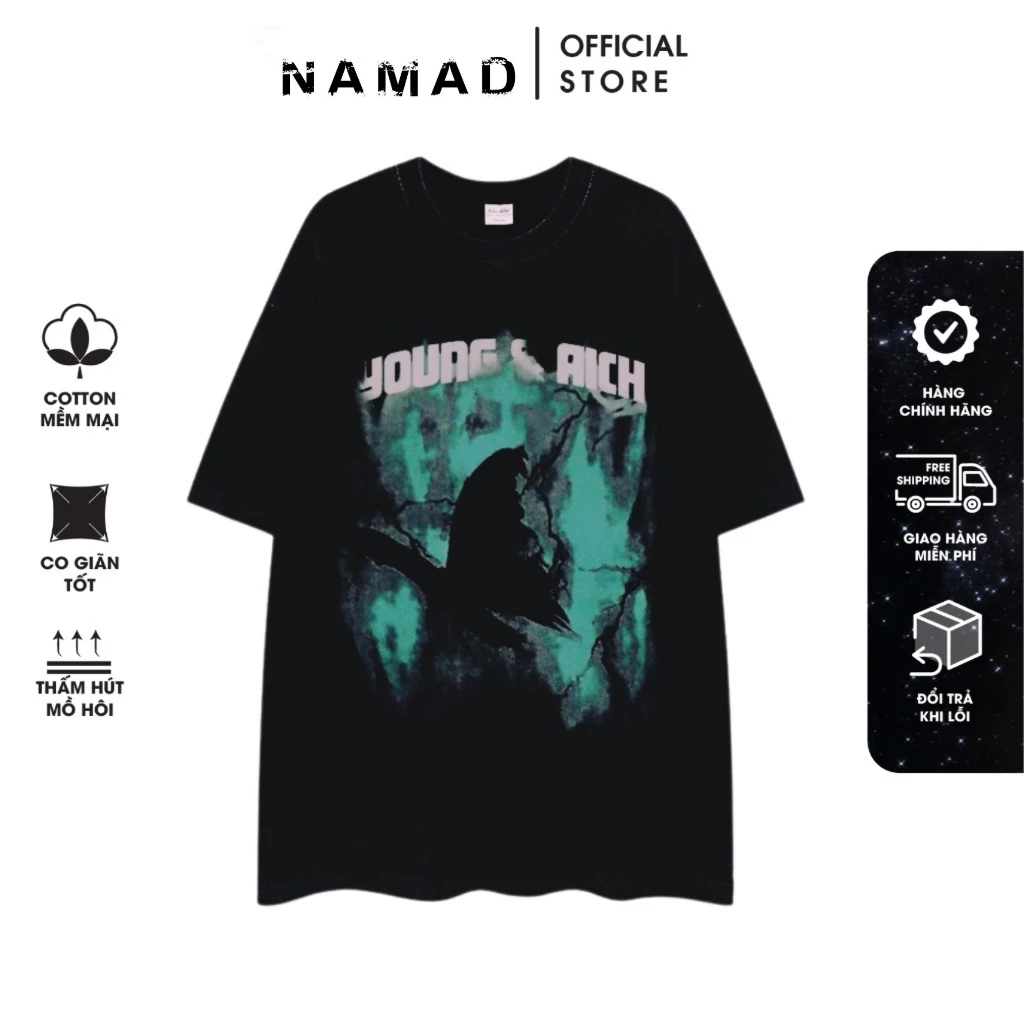 NAMAD
OFFICIAL
STORE
YOUNG & RICH
COTTON
MỀM MẠI
CO GIÃN
TỐT
THẤM HÚT
MỒ HÔI
HÀNG
CHÍNH HÃNG
FREE
SHIPPING
GIAO HÀNG
MIỄN PHÍ
ĐỔI TRẢ
KHI LỖI